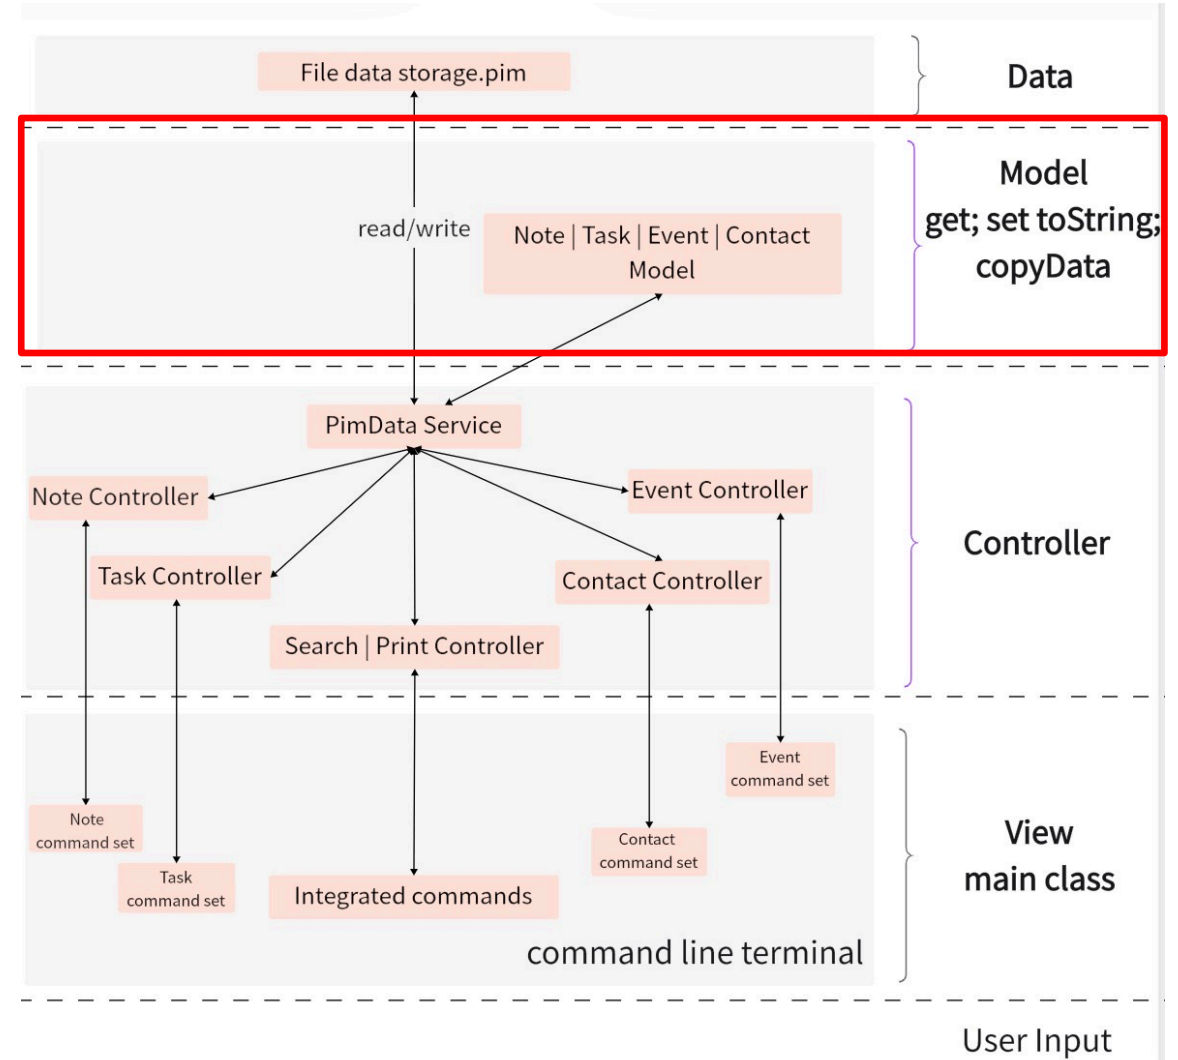 File data storage.pim
Data
read/write
Note | Task | Event | Contact
Model
Model
get; set toString;
copyData
PimData Service
Note Controller
Event Controller
Task Controller
Contact Controller
Search | Print Controller
Controller
Event
command set
Note
command set
Contact
command set
Task
command set
Integrated commands
View
main class
command line terminal
User Input